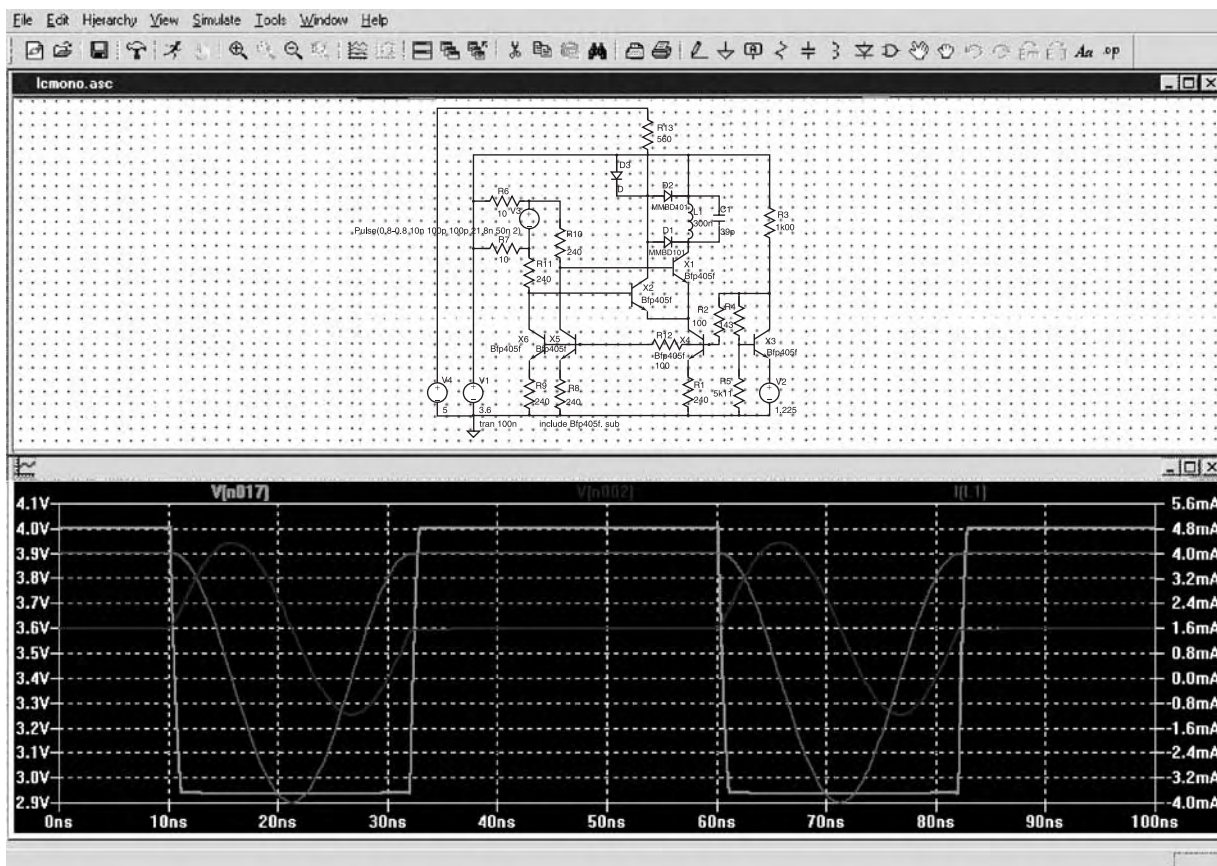 File Edit Hierarchy View Simulate Tools Window Help
Aa .op
lcmono.asc
R13
560
D3
D
D2
MMBD401
L1
300n
C1
39p
R3
1k00
R6
10
V3
Pulse(0,8-0.8,10p 100p,100p,21,8n,50n 2)
R7
10
R10
240
R11
240
D1
MMBD101
X1
Bfp405f
X2
Bfp405f
R2
100
R4
143
X6
Bfp405f
X5
Bfp405f
R12
100
X4
Bfp405f
X3
Bfp405f
V4
5
V1
3.6
R9
240
R8
240
R1
240
R5
5k11
V2
1,225
tran 100n
include Bfp405f. sub
V[n017] V[n002] I[L1]
4.1V 5.6mA
4.0V 4.8mA
3.9V 4.0mA
3.8V 3.2mA
3.7V 2.4mA
3.6V 1.6mA
3.5V 0.8mA
3.4V 0.0mA
3.3V -0.8mA
3.2V -1.6mA
3.1V -2.4mA
3.0V -3.2mA
2.9V -4.0mA
0ns 10ns 20ns 30ns 40ns 50ns 60ns 70ns 80ns 90ns 100ns